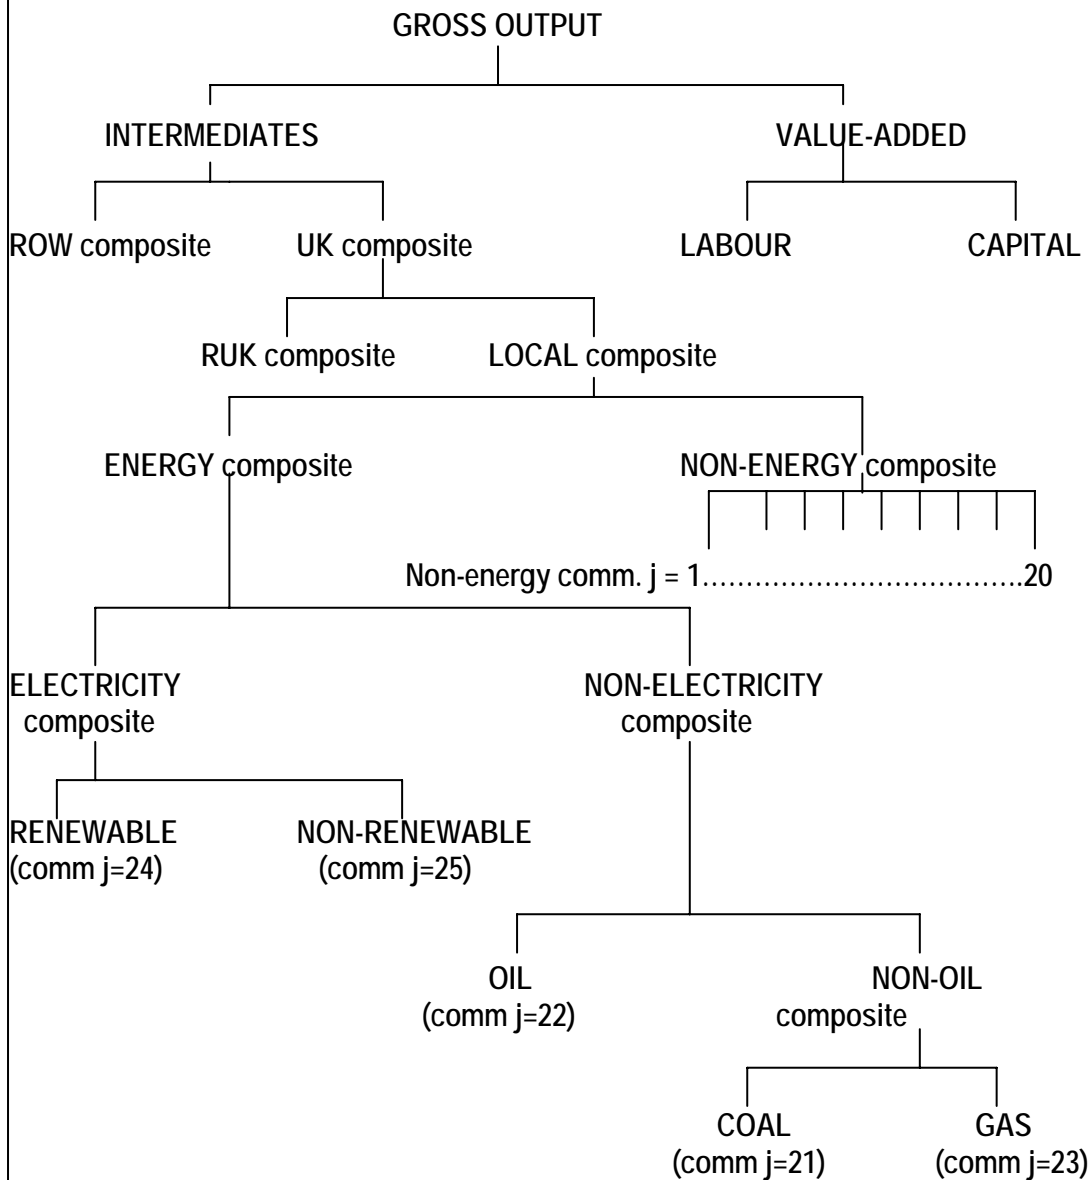 GROSS OUTPUT
INTERMEDIATES
VALUE-ADDED
ROW composite
UK composite
LABOUR
CAPITAL
RUK composite
LOCAL composite
ENERGY composite
NON-ENERGY composite
Non-energy comm. j = 1……………………………….20
ELECTRICITY
composite
NON-ELECTRICITY
composite
RENEWABLE
(comm j=24)
NON-RENEWABLE
(comm j=25)
OIL
(comm j=22)
NON-OIL
composite
COAL
(comm j=21)
GAS
(comm j=23)